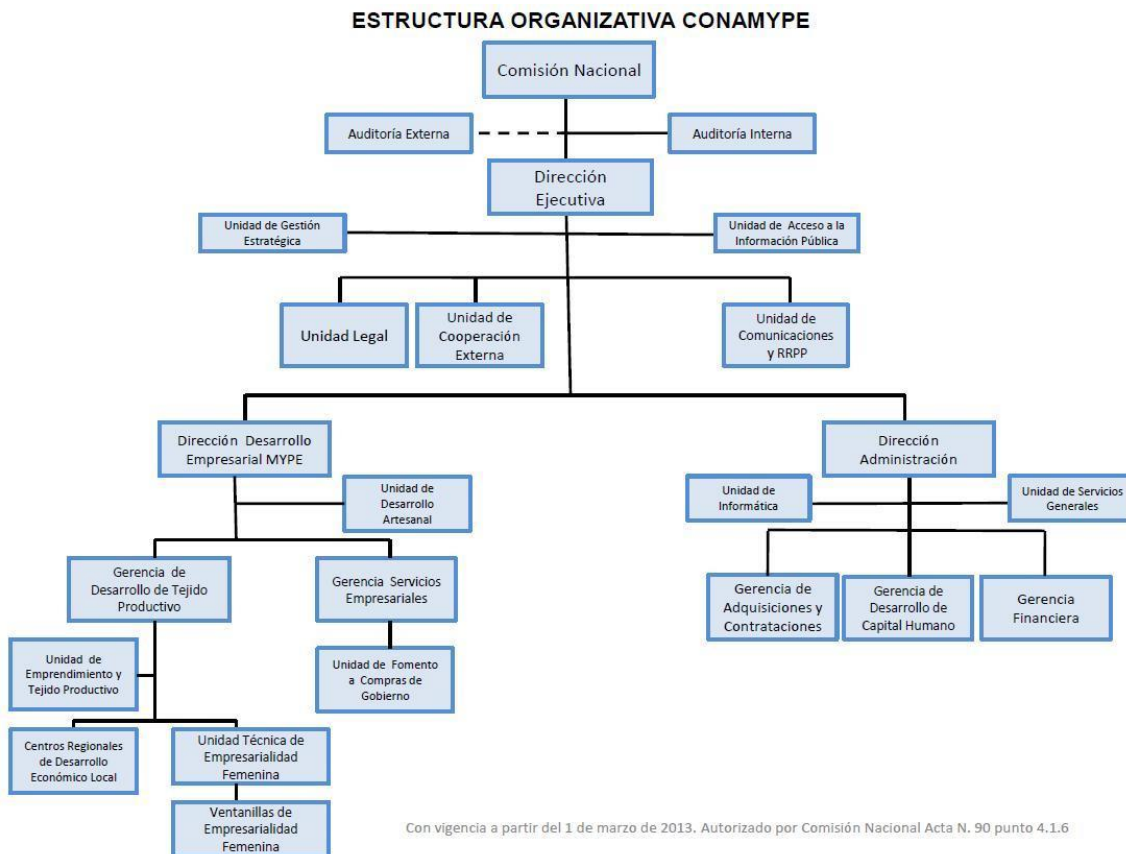 ESTRUCTURA ORGANIZATIVA CONAMYPE
Comisión Nacional
Auditoría Externa
Auditoría Interna
Dirección
Ejecutiva
Unidad de Gestión
Estratégica
Unidad de Acceso a la
Información Pública
Unidad Legal
Unidad de
Cooperación
Externa
Unidad de
Comunicaciones
y RRPP
Dirección Desarrollo
Empresarial MYPE
Dirección
Administración
Unidad de
Desarrollo
Artesanal
Unidad de
Informática
Unidad de Servicios
Generales
Gerencia de
Desarrollo de Tejido
Productivo
Gerencia Servicios
Empresariales
Gerencia de
Adquisiciones y
Contrataciones
Gerencia de
Desarrollo de
Capital Humano
Gerencia
Financiera
Unidad de
Emprendimiento y
Tejido Productivo
Unidad de Fomento
a Compras de
Gobierno
Centros Regionales
de Desarrollo
Económico Local
Unidad Técnica de
Empresarialidad
Femenina
Ventanillas de
Empresarialidad
Femenina
Con vigencia a partir del 1 de marzo de 2013. Autorizado por Comisión Nacional Acta N. 90 punto 4.1.6